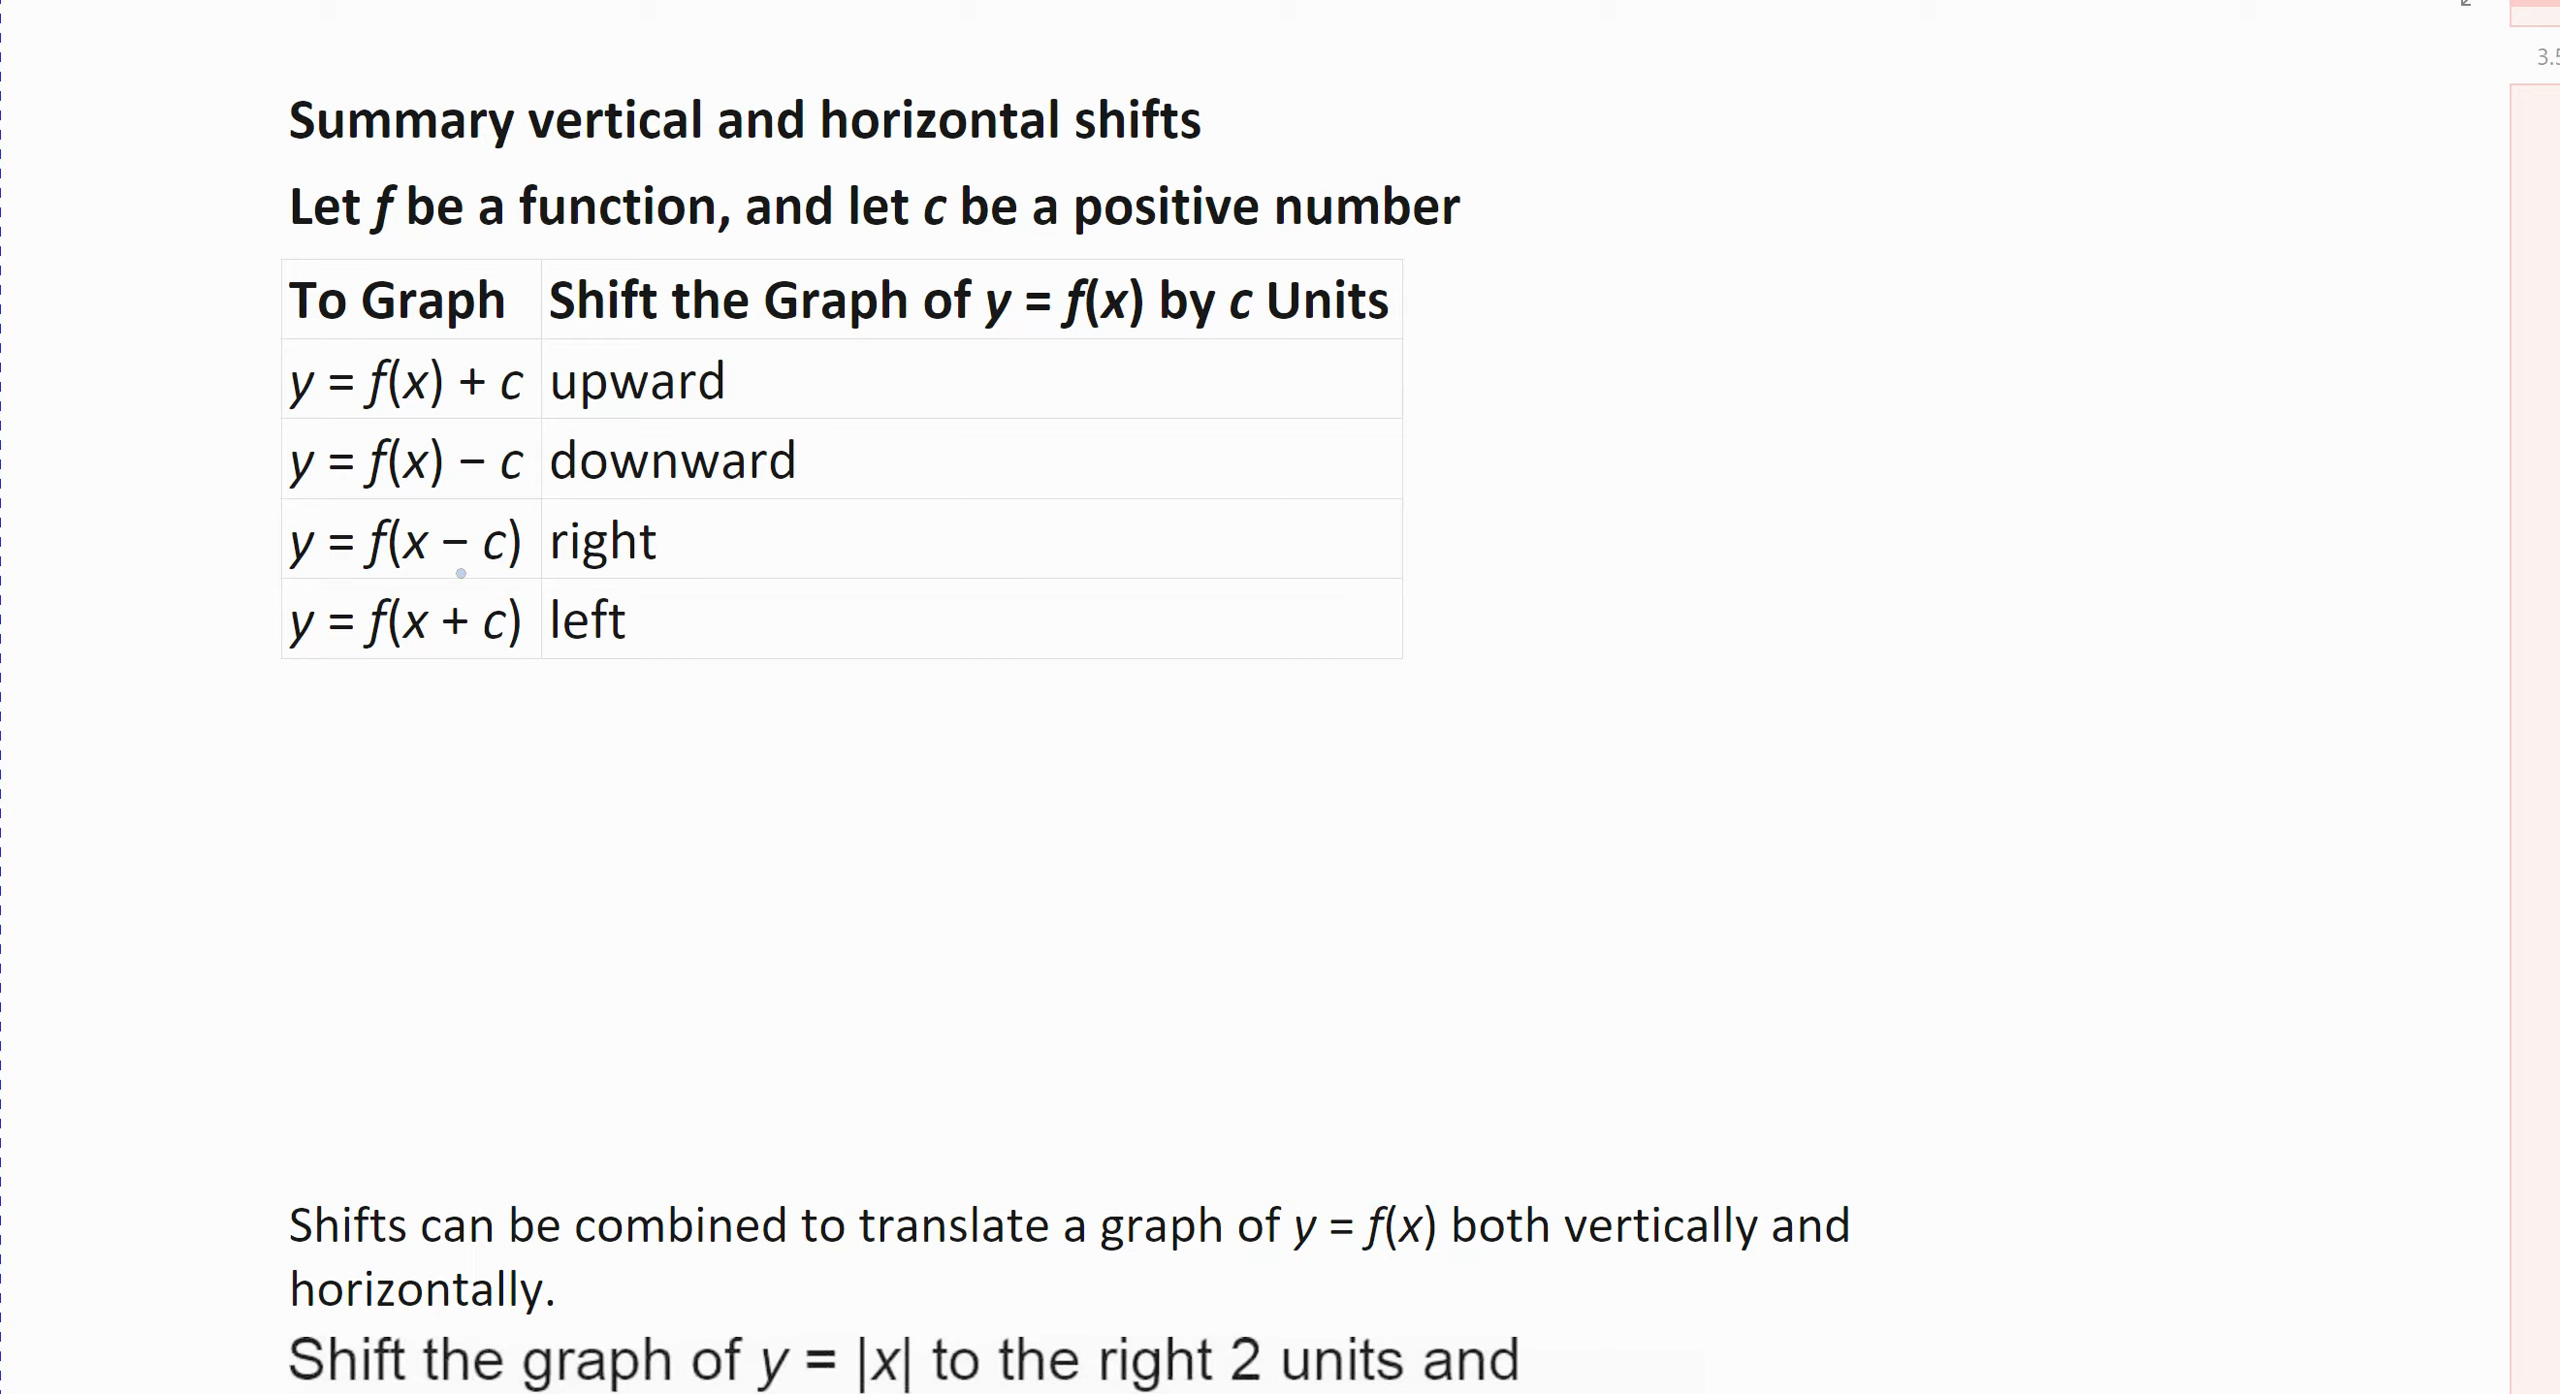 3.5
Summary vertical and horizontal shifts
Let f be a function, and let c be a positive number
To Graph Shift the Graph of y = f(x) by c Units
y = f(x) + c upward
y = f(x) − c downward
y = f(x − c) right
y = f(x + c) left
Shifts can be combined to translate a graph of y = f(x) both vertically and
horizontally.
Shift the graph of y = |x| to the right 2 units and